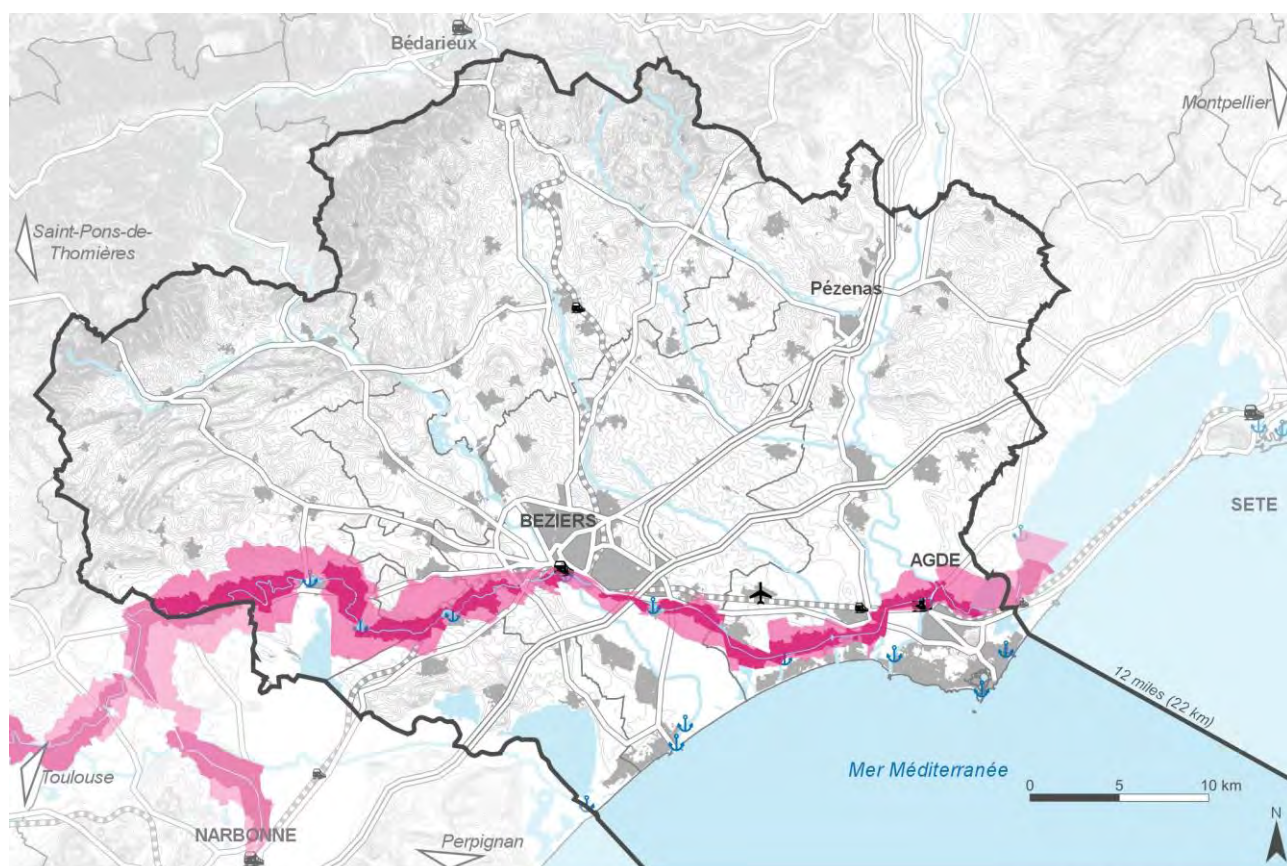 Bédarieux
Montpellier
Saint-Pons-de-
Thomières
Pézenas
SETE
BEZIERS
AGDE
12 miles (22 km)
Toulouse
Mer Méditerranée
0 5 10 km
NARBONNE
Perpignan
N